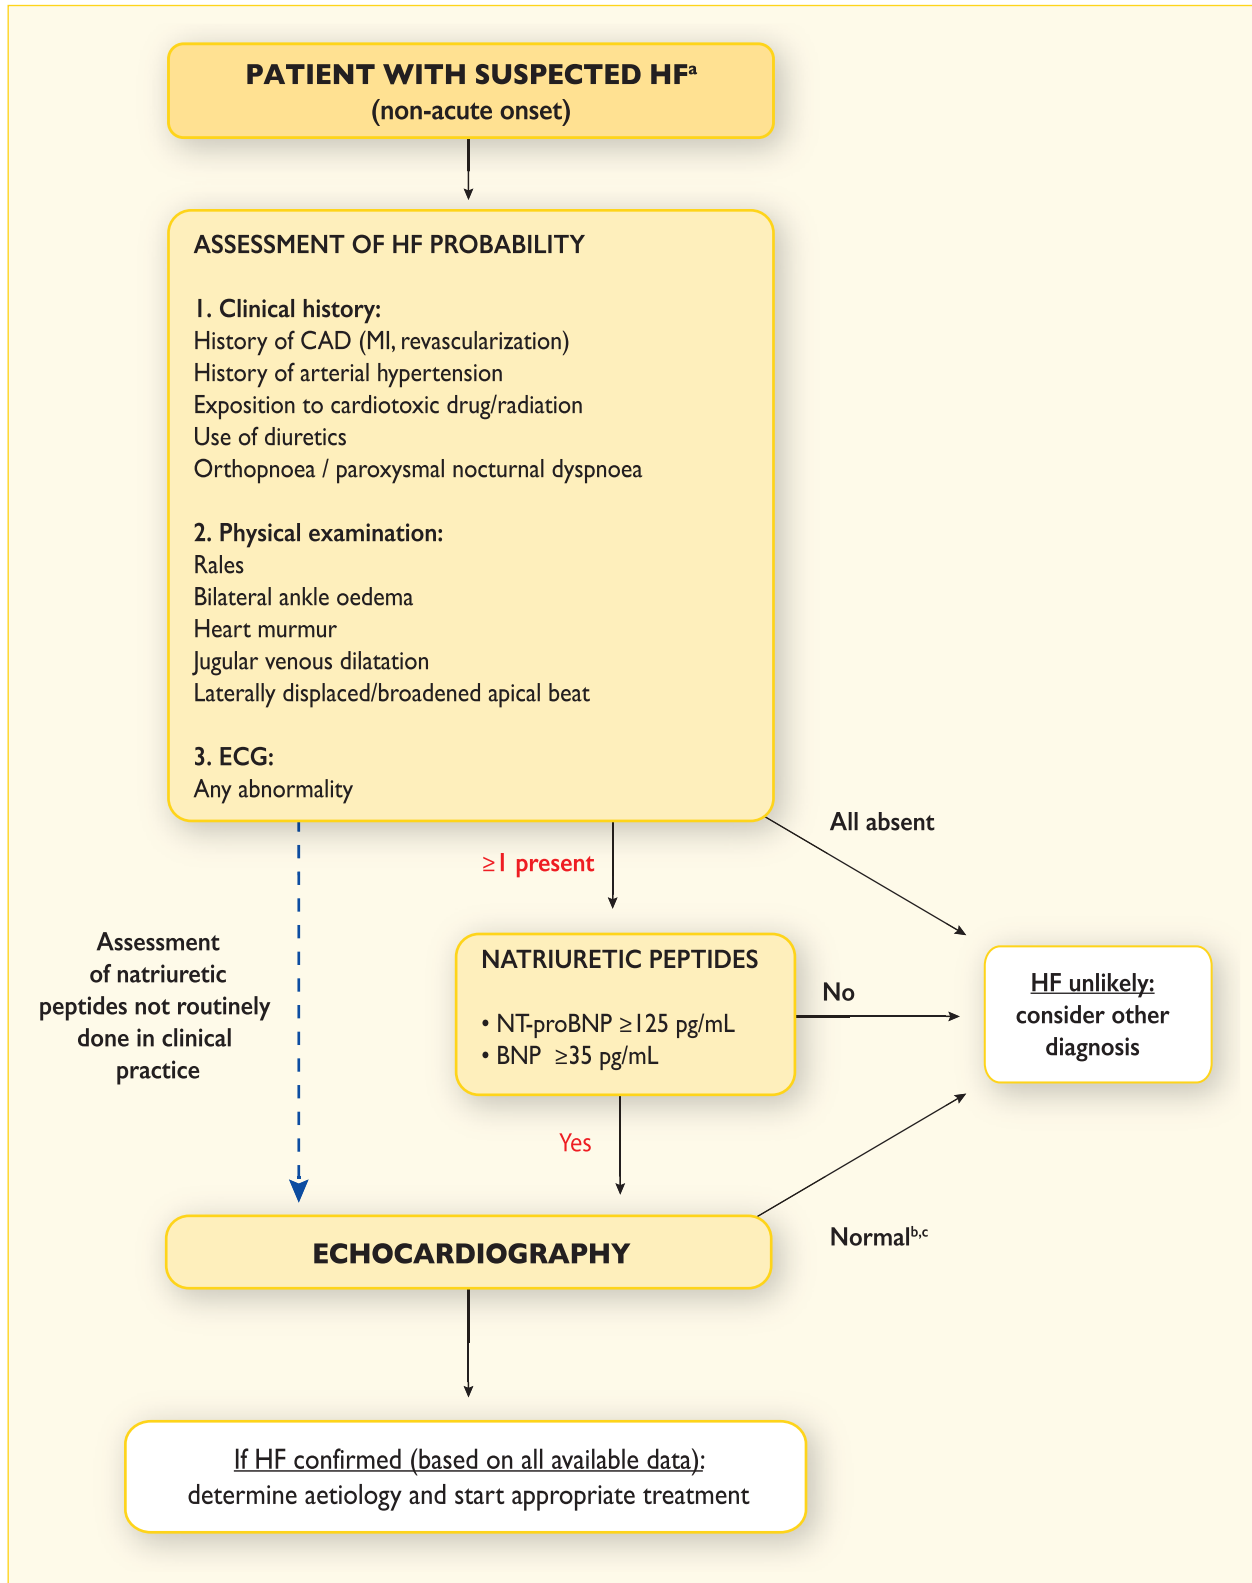 PATIENT WITH SUSPECTED HFa
(non-acute onset)
ASSESSMENT OF HF PROBABILITY
1. Clinical history:
History of CAD (MI, revascularization)
History of arterial hypertension
Exposition to cardiotoxic drug/radiation
Use of diuretics
Orthopnoea / paroxysmal nocturnal dyspnoea
2. Physical examination:
Rales
Bilateral ankle oedema
Heart murmur
Jugular venous dilatation
Laterally displaced/broadened apical beat
3. ECG:
Any abnormality
All absent
≥1 present
Assessment
of natriuretic
peptides not routinely
done in clinical
practice
NATRIURETIC PEPTIDES
• NT-proBNP ≥125 pg/mL
• BNP ≥35 pg/mL
No
HF unlikely:
consider other
diagnosis
Yes
Normalb,c
ECHOCARDIOGRAPHY
If HF confirmed (based on all available data):
determine aetiology and start appropriate treatment